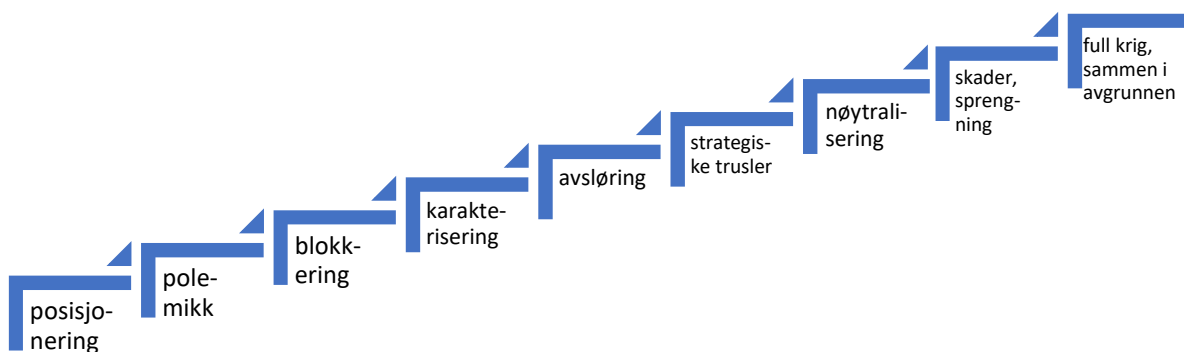 posisjo-
nering
pole-
mikk
blokk-
ering
karakte-
risering
avsløring
strategis-
ke trusler
nøytrali-
sering
skader,
spreng-
ning
full krig,
sammen i
avgrunnen